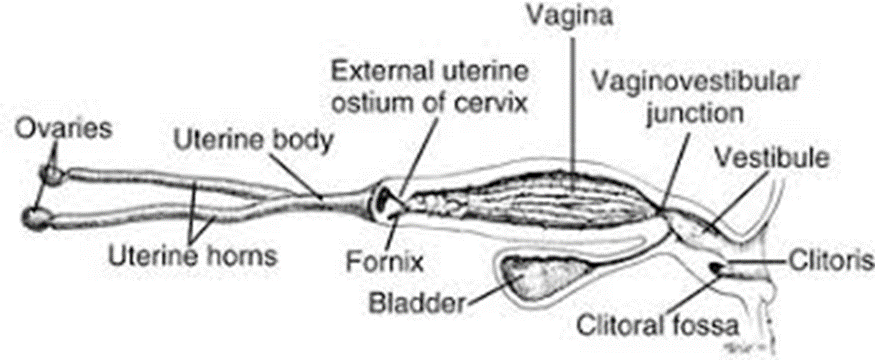 Vagina
External uterine
ostium of cervix
Vaginovestibular
junction
Ovaries
Uterine body
Vestibule
Uterine horns
Fornix
Clitoris
Bladder
Clitoral fossa